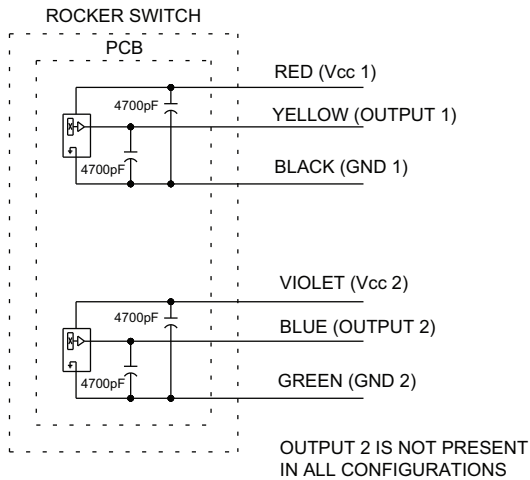 ROCKER SWITCH
PCB
RED (Vcc 1)
4700pF
YELLOW (OUTPUT 1)
4700pF
BLACK (GND 1)
VIOLET (Vcc 2)
4700pF
BLUE (OUTPUT 2)
4700pF
GREEN (GND 2)
OUTPUT 2 IS NOT PRESENT
IN ALL CONFIGURATIONS